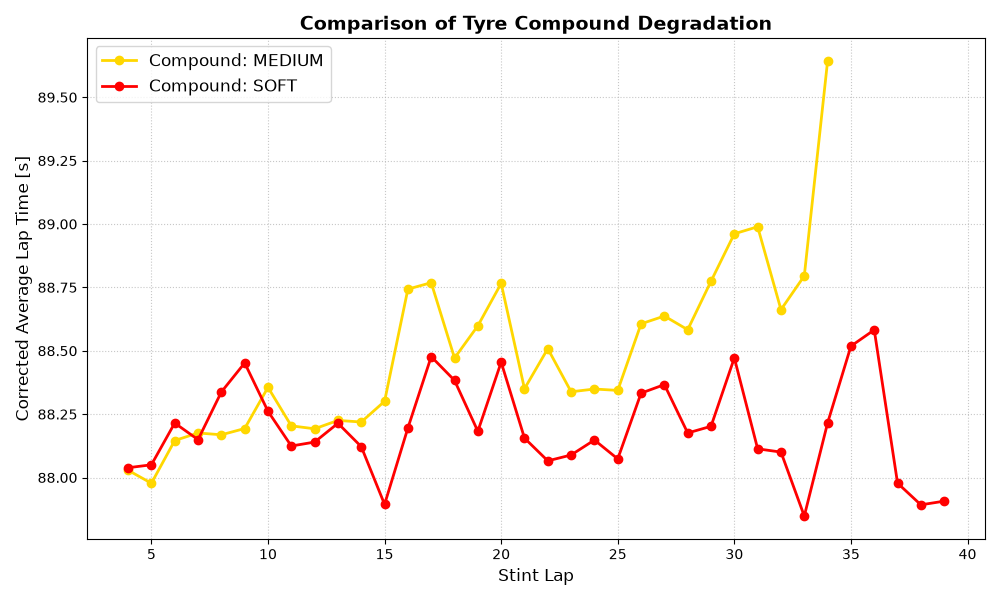 Comparison of Tyre Compound Degradation
Compound: MEDIUM
Compound: SOFT
Corrected Average Lap Time [s]
89.50
89.25
89.00
88.75
88.50
88.25
88.00
5 10 15 20 25 30 35 40
Stint Lap